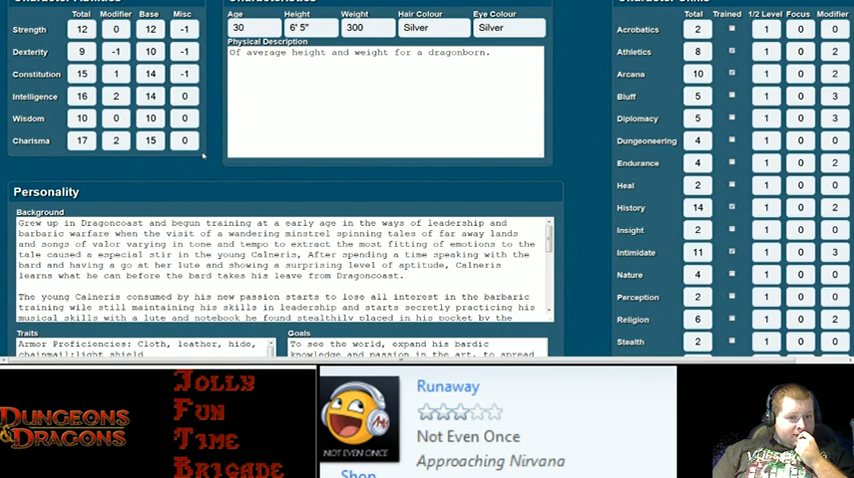 Character Abilities
Characteristics
Character Skills
Total Modifier Base Misc
Strength 12 0 12 -1
Dexterity 9 -1 10 -1
Constitution 15 1 14 -1
Intelligence 16 2 14 0
Wisdom 10 0 10 0
Charisma 17 2 15 0
Age Height Weight Hair Colour Eye Colour
30 6' 5" 300 Silver Silver
Physical Description
Of average height and weight for a dragonborn.
Total Trained 1/2 Level Focus Modifier
Acrobatics 2 1 0 0
Athletics 8 1 0 2
Arcana 10 1 0 2
Bluff 5 1 0 3
Diplomacy 5 1 0 3
Dungeoneering 4 1 0 0
Endurance 4 1 0 2
Heal 2 1 0 0
History 14 1 0 2
Insight 2 1 0 0
Intimidate 11 1 0 3
Nature 4 1 0 0
Perception 2 1 0 0
Religion 6 1 0 2
Stealth 2 1 0 0
Personality
Background
Grew up in Dragoncoast and begun training at a early age in the ways of leadership and
barbaric warfare when the visit of a wandering minstrel spinning tales of far away lands
and songs of valor varying in tone and tempo to extract the most fitting of emotions to the
tale caused a especial stir in the young Calneris, After spending a time speaking with the
bard and having a go at her lute and showing a surprising level of aptitude, Calneris
learns what he can before the bard takes his leave from Dragoncoast.
The young Calneris consumed by his new passion starts to lose all interest in the barbaric
training wile still maintaining his skills in leadership and starts secretly practicing his
musical skills with a lute and notebook he found stealthily placed in his pocket by the
Traits
Goals
Armor Proficiencies: Cloth, leather, hide,
chainmail;light shield
To see the world, expand his bardic
knowledge and passion in the art, to spread
DUNGEONS
& DRAGONS
JOLLY
FUN
TIME
BRIGADE
NOT EVEN ONCE
Shop
Runaway
Not Even Once
Approaching Nirvana